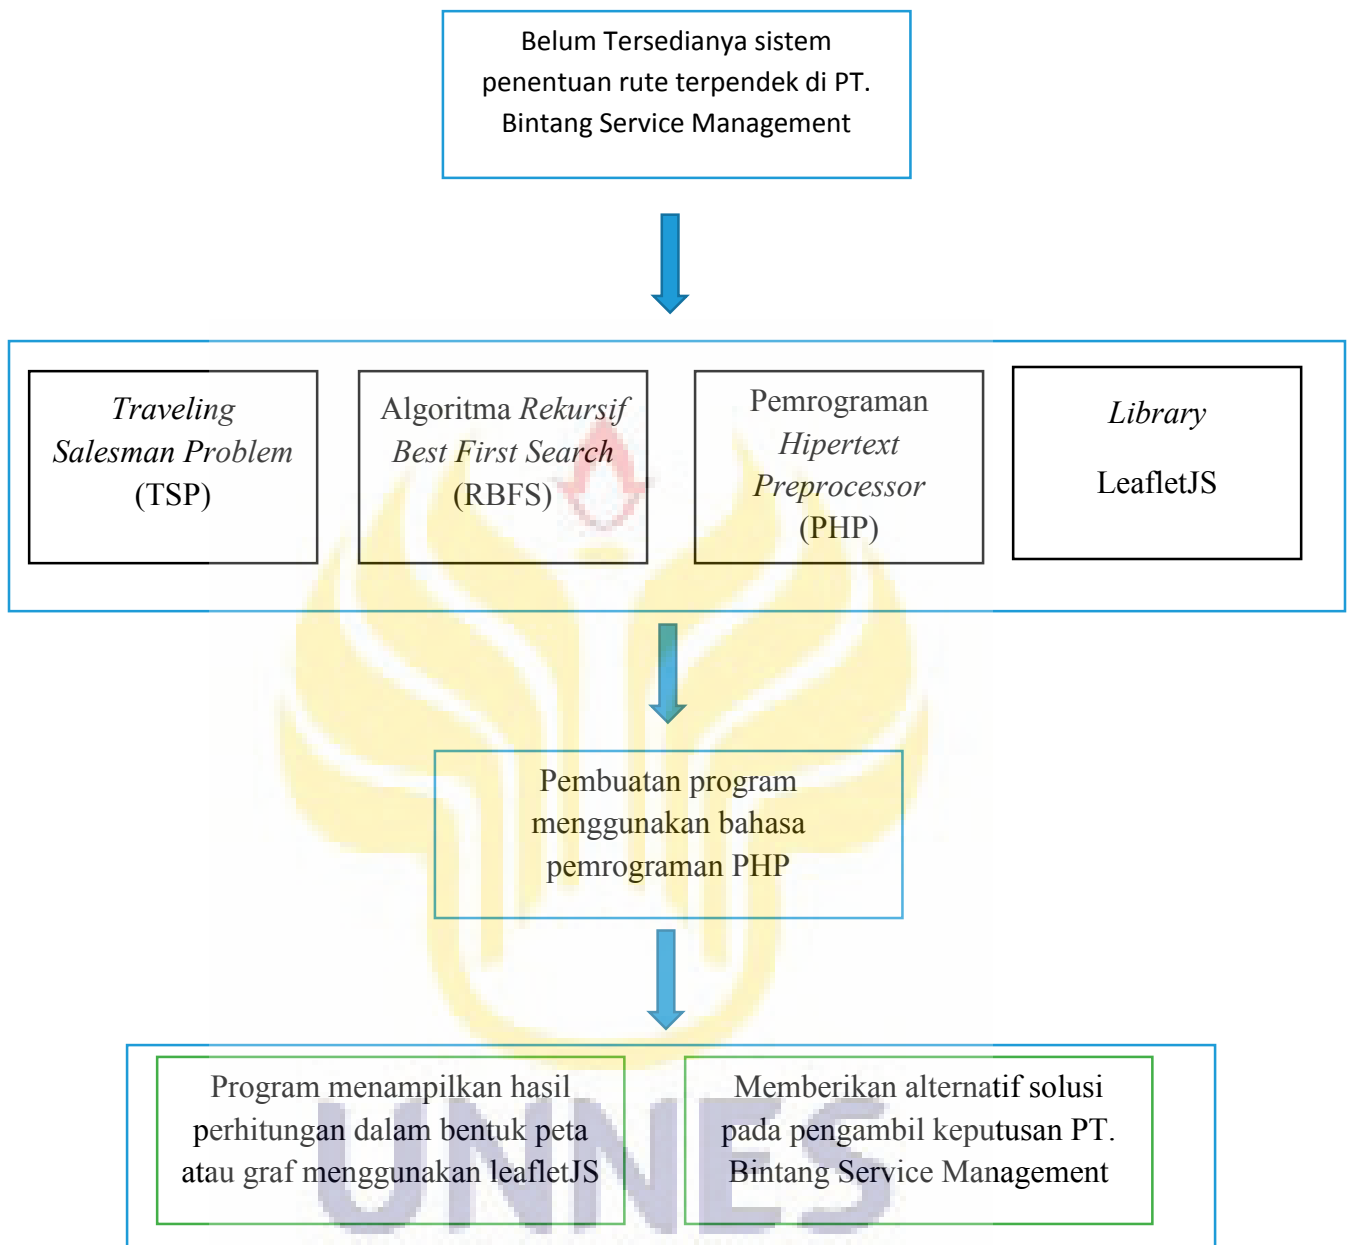 Belum Tersedianya sistem
penentuan rute terpendek di PT.
Bintang Service Management
Traveling
Salesman Problem
(TSP)
Algoritma Rekursif
Best First Search
(RBFS)
Pemrograman
Hipertext
Preprocessor
(PHP)
Library
LeafletJS
Pembuatan program
menggunakan bahasa
pemrograman PHP
Program menampilkan hasil
perhitungan dalam bentuk peta
atau graf menggunakan leafletJS
Memberikan alternatif solusi
pada pengambil keputusan PT.
Bintang Service Management
UNNES